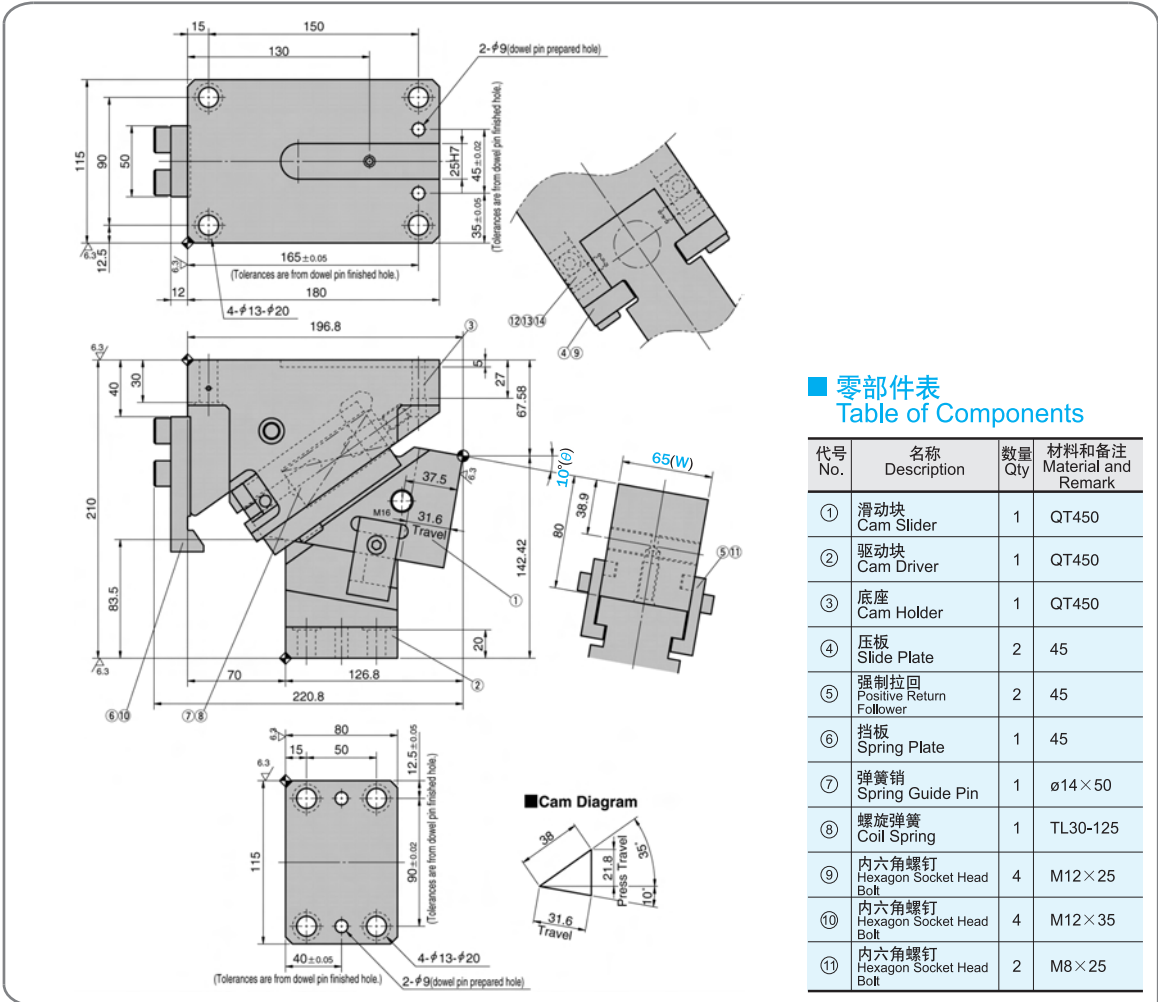 15
150
130
2-φ9(dowel pin prepared hole)
115
90
50
12.5
6.3
6.3
25H7
45±0.02
35±0.05
(Tolerances are from dowel pin finished hole.)
165±0.05
(Tolerances are from dowel pin finished hole.)
12
180
4-φ13-φ20
⑫⑬⑭
④⑨
196.8
③
6.3
40
30
5
27
67.58
210
83.5
37.5
6.3
M16
31.6
Travel
142.42
①
20
6.3
70
126.8
②
220.8
⑥⑩
⑦⑧
10°(θ)
65(W)
38.9
80
⑤⑪
6.3
80
6.3
15
50
12.5±0.05
115
90±0.02
(Tolerances are from dowel pin finished hole.)
40±0.05
4-φ13-φ20
(Tolerances are from dowel pin finished hole.)
2-φ9(dowel pin prepared hole)
■Cam Diagram
38
35°
21.8
Press Travel
10°
31.6
Travel
■ 零部件表
Table of Components
代号 名称 数量 材料和备注
No. Description Qty Material and
Remark
① 滑动块 1 QT450
Cam Slider
② 驱动块 1 QT450
Cam Driver
③ 底座 1 QT450
Cam Holder
④ 压板 2 45
Slide Plate
⑤ 强制拉回 2 45
Positive Return
Follower
⑥ 挡板 1 45
Spring Plate
⑦ 弹簧销 1 ø14×50
Spring Guide Pin
⑧ 螺旋弹簧 1 TL30-125
Coil Spring
⑨ 内六角螺钉 4 M12×25
Hexagon Socket Head
Bolt
⑩ 内六角螺钉 4 M12×35
Hexagon Socket Head
Bolt
⑪ 内六角螺钉 2 M8×25
Hexagon Socket Head
Bolt